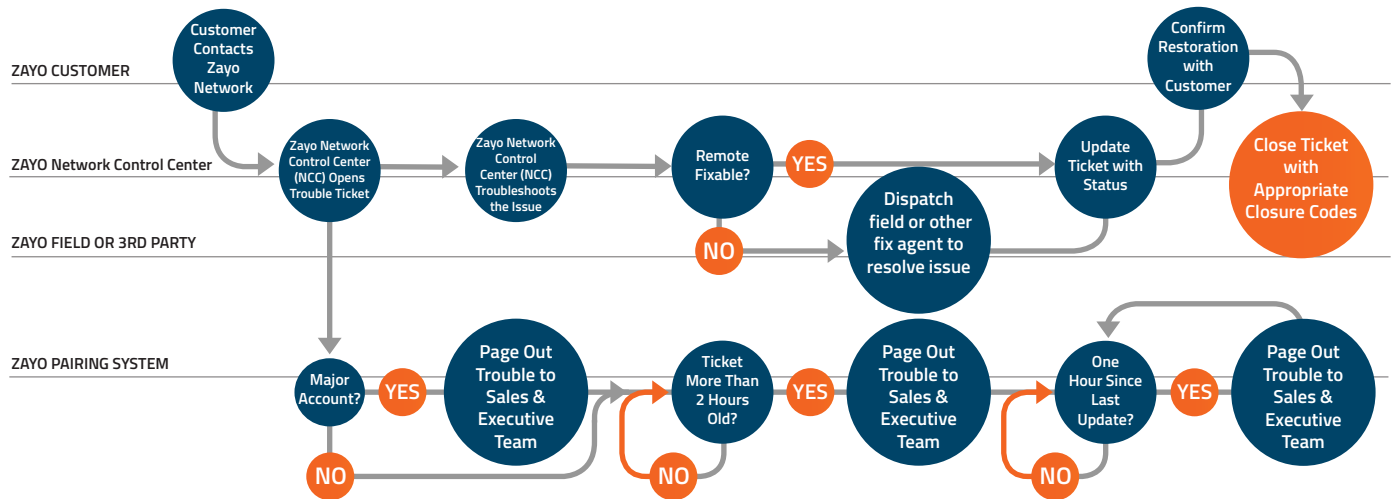 Customer
Contacts
Zayo
Network
Confirm
Restoration
with
Customer
ZAYO CUSTOMER
ZAYO Network Control Center
Zayo Network
Control Center
(NCC) Opens
Trouble Ticket
Zayo Network
Control
Center (NCC)
Troubleshoots
the Issue
Remote
Fixable?
YES
Update
Ticket with
Status
Close Ticket
with
Appropriate
Closure Codes
ZAYO FIELD OR 3RD PARTY
NO
Dispatch
field or other
fix agent to
resolve issue
ZAYO PAIRING SYSTEM
Major
Account?
YES
Page Out
Trouble to
Sales &
Executive
Team
Ticket
More Than
2 Hours
Old?
YES
Page Out
Trouble to
Sales &
Executive
Team
One
Hour Since
Last
Update?
YES
Page Out
Trouble to
Sales &
Executive
Team
NO
NO
NO